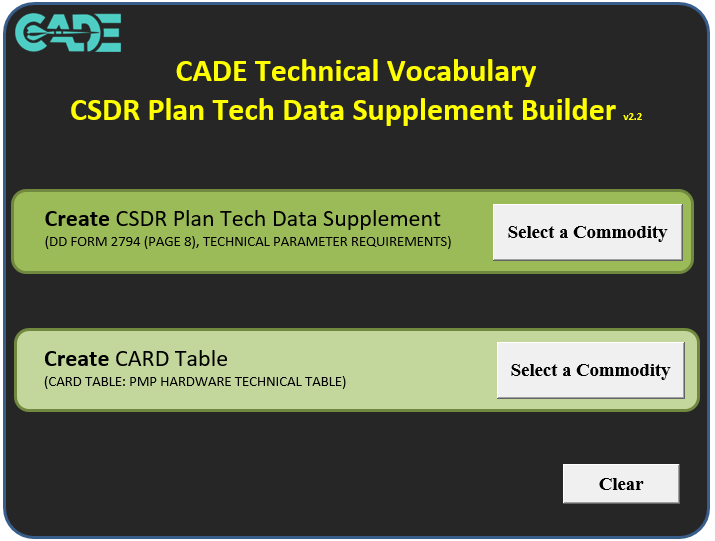 CADE
CADE Technical Vocabulary
CSDR Plan Tech Data Supplement Builder v2.2
Create CSDR Plan Tech Data Supplement
(DD FORM 2794 (PAGE 8), TECHNICAL PARAMETER REQUIREMENTS)
Select a Commodity
Create CARD Table
(CARD TABLE: PMP HARDWARE TECHNICAL TABLE)
Select a Commodity
Clear